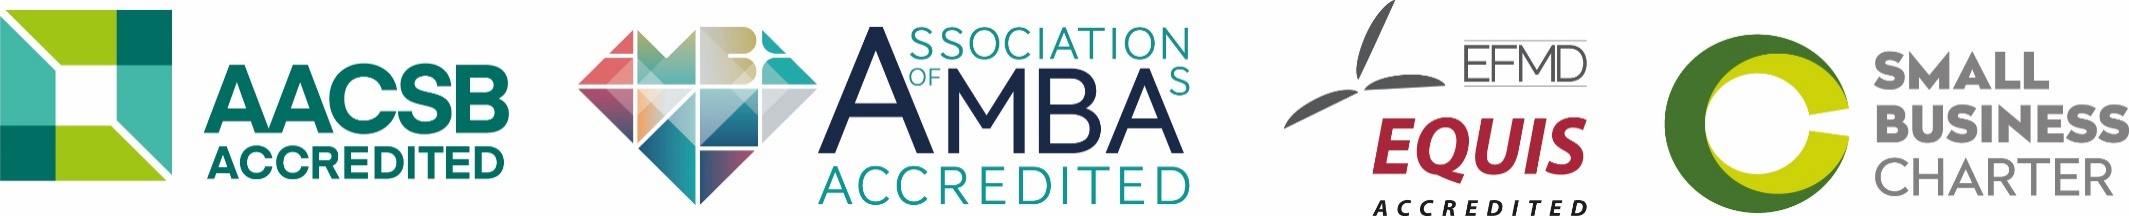 AACSB
ACCREDITED
ASSOCIATION
OF AMBAS
ACCREDITED
EFMD
EQUIS
ACCREDITED
SMALL
BUSINESS
CHARTER